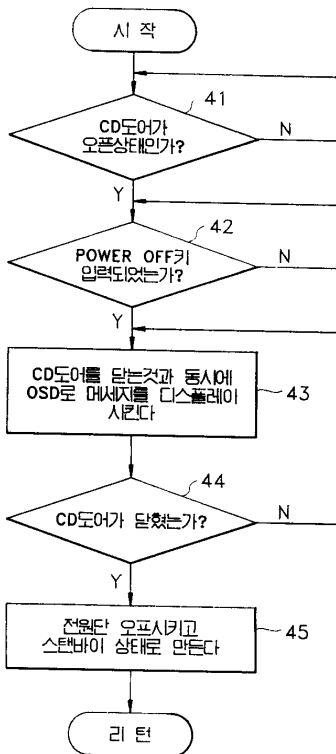 시 작
41
CD도어가
오픈상태인가?
N
Y
42
POWER OFF키
입력되었는가?
N
Y
CD도어를 닫는것과 동시에
OSD로 메세지를 디스플레이
시킨다
43
44
CD도어가 닫혔는가?
N
Y
전원단 오프시키고
스탠바이 상태로 만든다
45
리 턴